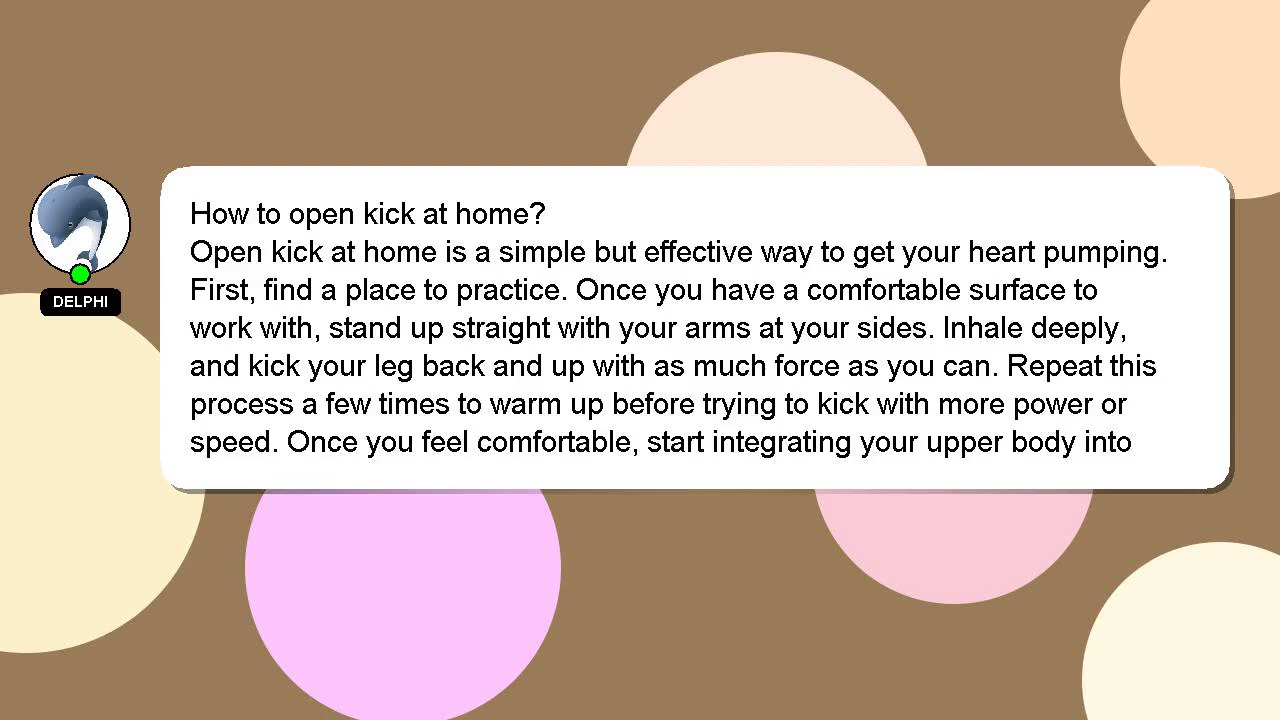 How to open kick at home?
Open kick at home is a simple but effective way to get your heart pumping.
First, find a place to practice. Once you have a comfortable surface to
work with, stand up straight with your arms at your sides. Inhale deeply,
and kick your leg back and up with as much force as you can. Repeat this
process a few times to warm up before trying to kick with more power or
speed. Once you feel comfortable, start integrating your upper body into
DELPHI